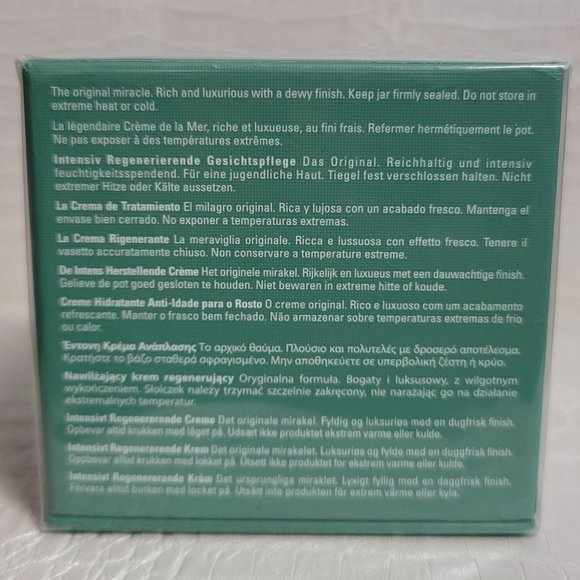 The original miracle. Rich and luxurious with a dewy finish. Keep jar firmly sealed. Do not store in
extreme heat or cold.
La légendaire Crème de la Mer, riche et luxueuse, au fini frais. Refermer hermétiquement le pot.
Ne pas exposer à des températures extrêmes.
Intensiv Regenerierende Gesichtspflege Das Original. Reichhaltig und intensiv
feuchtigkeitsspendend. Für eine jugendliche Haut. Tiegel fest verschlossen halten. Nicht
extremer Hitze oder Kälte aussetzen.
La Crema de Tratamiento El milagro original. Rica y lujosa con un acabado fresco. Mantenga el
envase bien cerrado. No exponer a temperaturas extremas.
La Crema Rigenerante La meraviglia originale. Ricca e lussuosa con effetto fresco. Tenere il
vasetto accuratamente chiuso. Non conservare a temperature estreme.
De Intens Herstellende Crème Het originele mirakel. Rijkelijk en luxueus met een dauwachtige finish.
Gelieve de pot goed gesloten te houden. Niet bewaren in extreme hitte of koude.
Creme Hidratante Anti-Idade para o Rosto O creme original. Rico e luxuoso com um acabamento
refrescante. Manter o frasco bem fechado. Não armazenar sobre temperaturas extremas de frio
ou calor.
Έντονη Κρέμα Ανάπλασης Το αρχικό θαύμα. Πλούσιο και πολυτελές με δροσερό αποτέλεσμα.
Κρατήστε το βάζο σταθερά σφραγισμένο. Μην αποθηκεύετε σε υπερβολική ζέστη ή κρύο.
Nawilżający krem regenerujący Oryginalna formuła. Bogaty i luksusowy, z wilgotnym
wykończeniem. Słoiczek należy trzymać szczelnie zakręcony, nie narażając go na działanie
ekstremalnych temperatur.
Intensivt Regenererende Creme Det originale mirakel. Fyldig og luksuriøs med en dugfrisk finish.
Opbevar altid krukken med låget på. Udsæt ikke produktet ekstrem varme eller kulde.
Intensivt Regenererende Krem Det originale mirakelet. Luksuriøs og fylde med en duggfrisk finish.
Oppbevar altid krukken med lokket på. Utsett ikke produktet for ekstrem varme eller kulde.
Intensivt Regenererande Kräm Det ursprungliga miraklet. Lyxigt fyllig med en daggfrisk finish.
Förvara alltid burken med locket på. Utsätt inte produkten för extrem värme eller kyla.